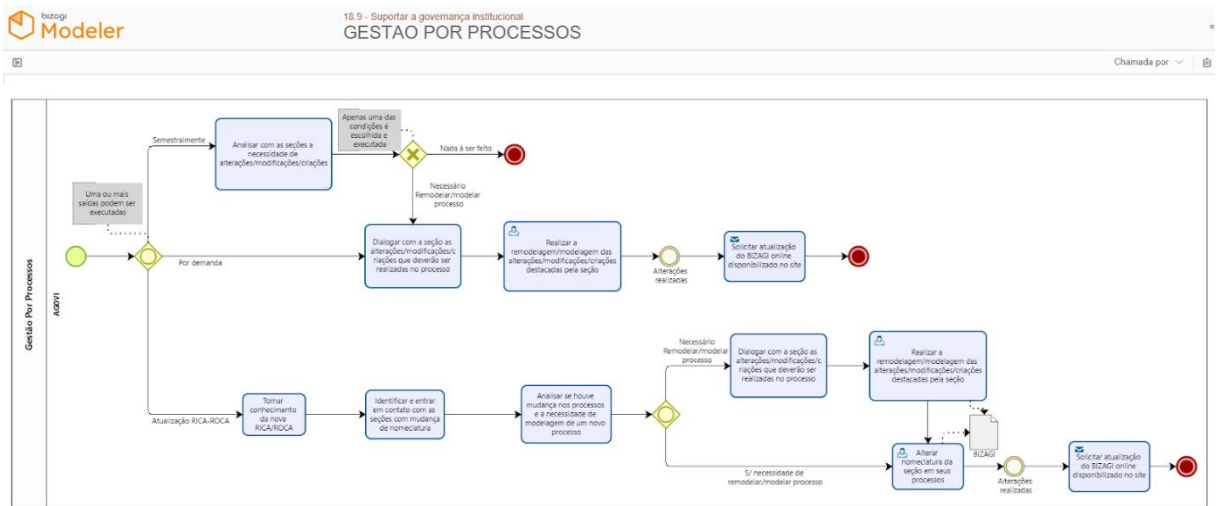 bizagi
Modeler
18.9 - Suportar a governança institucional
GESTAO POR PROCESSOS
Chamada por
Gestão Por Processos
AGOVI
Uma ou mais
saídas podem ser
executadas
Semestralmente
Analisar com as seções a
necessidade de
alterações/modificações/criações
Apenas uma das
condições é
escolhida e
executada
Nada à ser feito
Necessário
Remodelar/modelar
processo
Por demanda
Dialogar com a seção as
alterações/modificações/c
riações que deverão ser
realizadas no processo
Realizar a
remodelagem/modelagem das
alterações/modificações/criações
destacadas pela seção
Alterações
realizadas
Solicitar atualização
do BIZAGI online
disponibilizado no site
Atualização RICA-ROCA
Tomar
conhecimento
da nova
RICA/ROCA
Identificar e entrar
em contato com as
seções com mudança
de nomeclatura
Analisar se houve
mudança nos processos
e a necessidade de
modelagem de um novo
processo
Necessário
Remodelar/modelar
processo
Dialogar com a seção as
alterações/modificações/c
riações que deverão ser
realizadas no processo
Realizar a
remodelagem/modelagem das
alterações/modificações/criações
destacadas pela seção
BIZAGI
S/ necessidade de
remodelar/modelar processo
Alterar
nomeclatura da
seção em seus
processos
Alterações
realizadas
Solicitar atualização
do BIZAGI online
disponibilizado no site